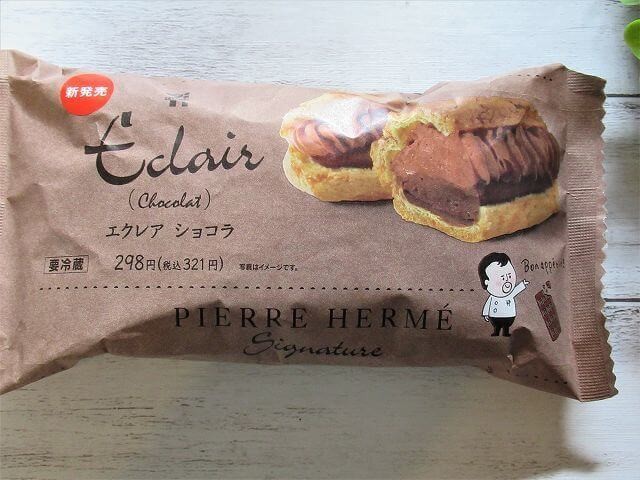 新発売
Éclair
(Chocolat)
エクレア ショコラ
要冷蔵 298円(税込321円) 写真はイメージです。
Bon appétit!
PIERRE HERMÉ
Signature